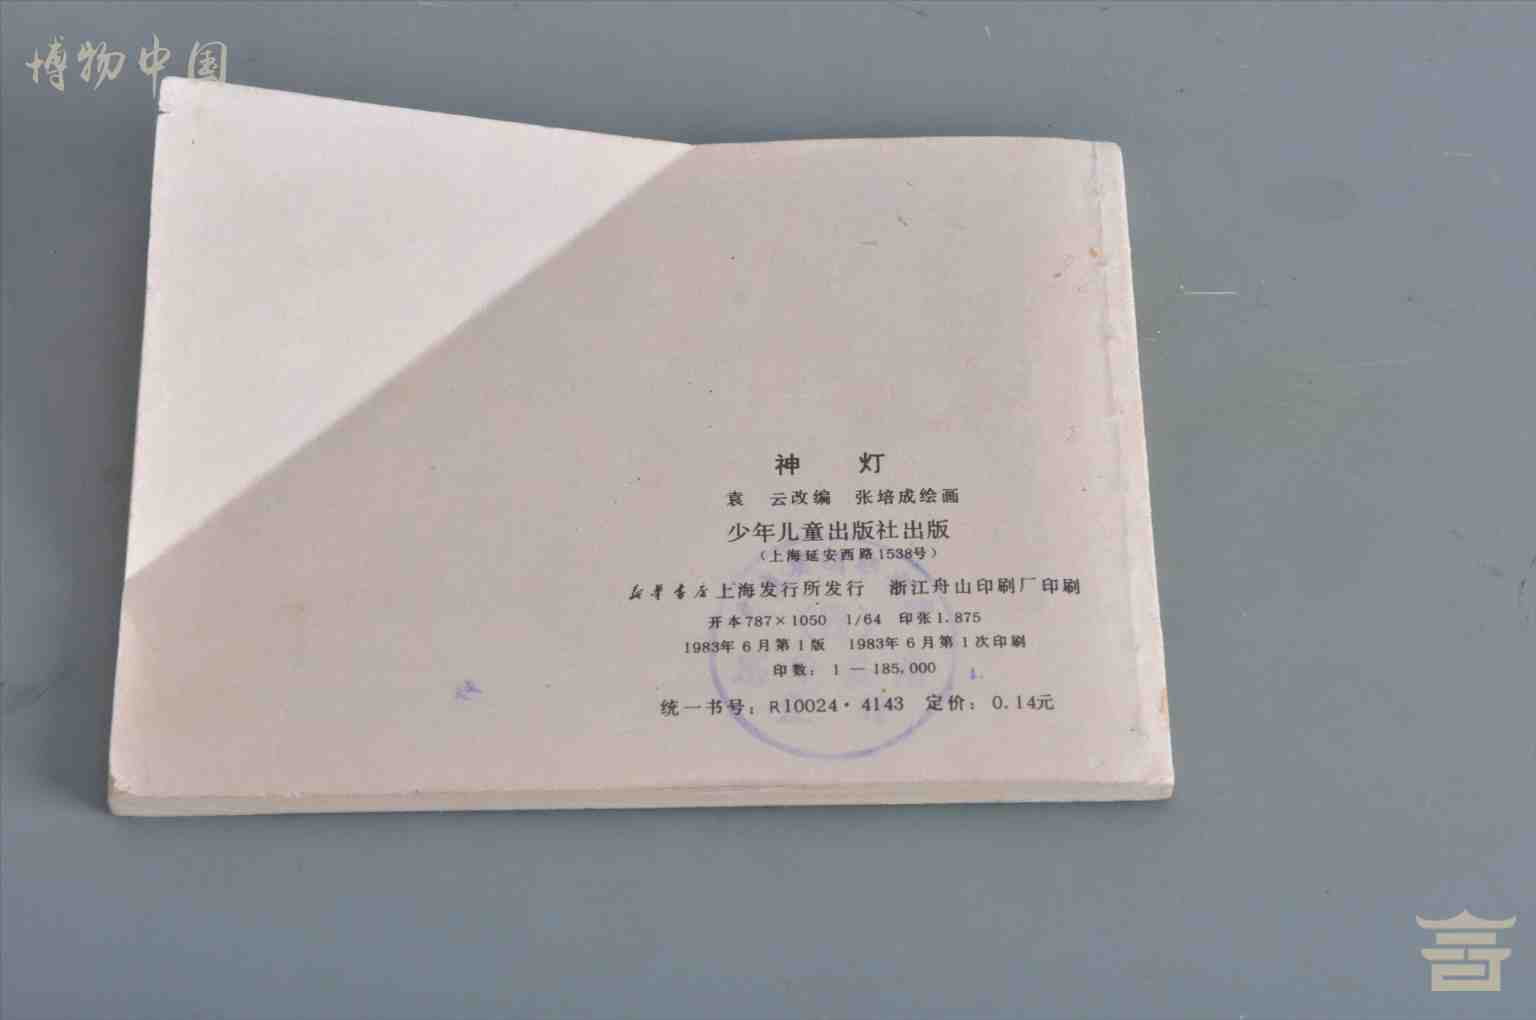 博物中国
神 灯
袁 云改编 张培成绘画
少年儿童出版社出版
（上海延安西路1538号）
新华书店上海发行所发行 浙江舟山印刷厂印刷
开本787×1050 1/64 印张1.875
1983年6月第1版 1983年6月第1次印刷
印数：1—185,000
统一书号：R10024·4143 定价：0.14元